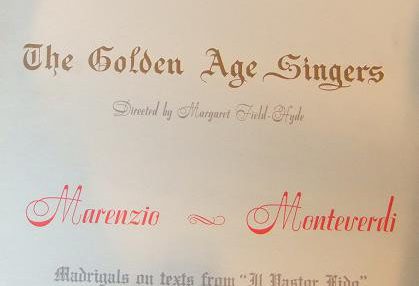 The Golden Age Singers
Directed by Margaret Field-Hyde
Marenzio ~ Monteverdi
Madrigals on texts from "Il Pastor Fido"